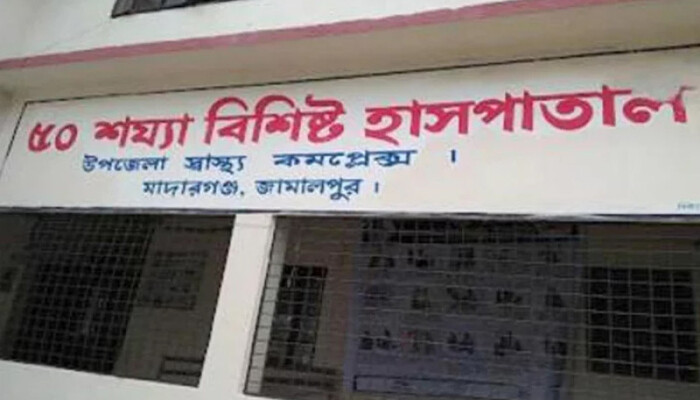 ৫০ শয্যা বিশিষ্ট হাসপাতাল
উপজেলা স্বাস্থ্য কমপ্লেক্স ।
মাদারগঞ্জ, জামালপুর ।